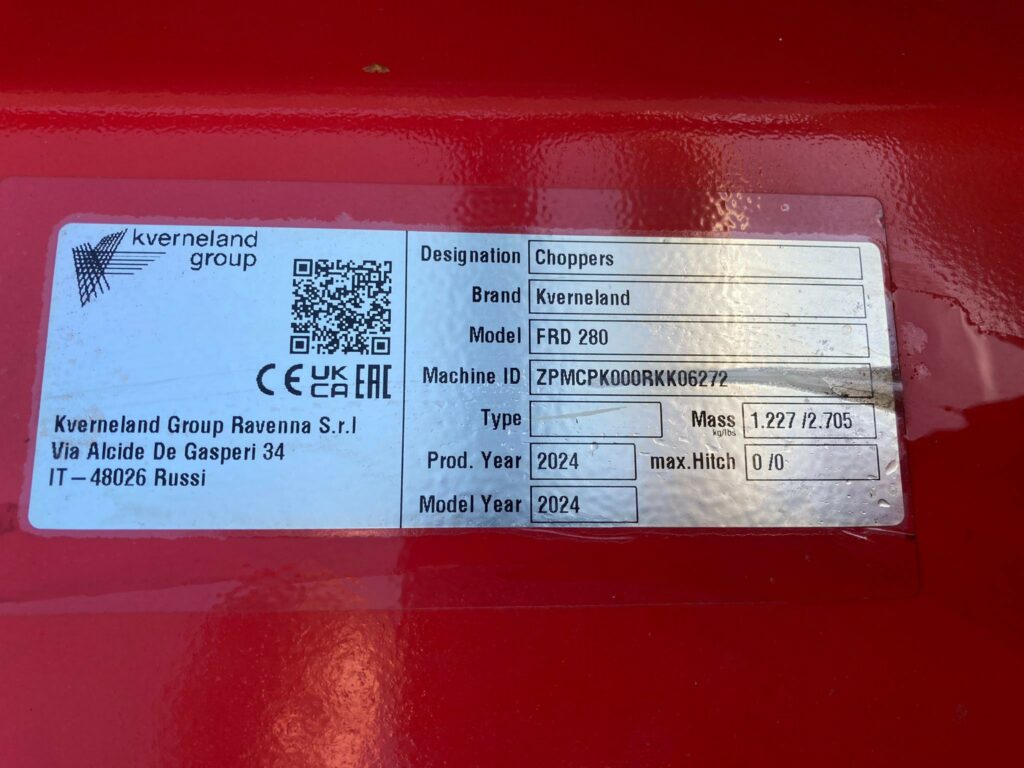 kverneland
group
CE UK CA EAC
Kverneland Group Ravenna S.r.l
Via Alcide De Gasperi 34
IT – 48026 Russi
Designation Choppers
Brand Kverneland
Model FRD 280
Machine ID ZPMCPK000RKK06272
Type Mass kg/lbs 1.227 /2.705
Prod. Year 2024 max.Hitch 0 /0
Model Year 2024